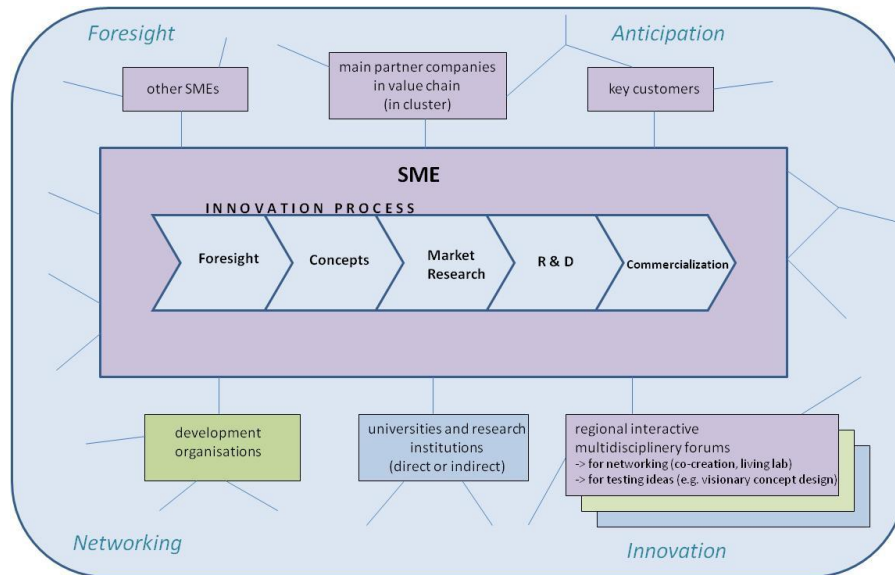 Foresight
Anticipation
other SMEs
main partner companies
in value chain
(in cluster)
key customers
SME
INNOVATION PROCESS
Foresight
Concepts
Market
Research
R & D
Commercialization
development
organisations
universities and research
institutions
(direct or indirect)
regional interactive
multidisciplinery forums
-> for networking (co-creation, living lab)
-> for testing ideas (e.g. visionary concept design)
Networking
Innovation